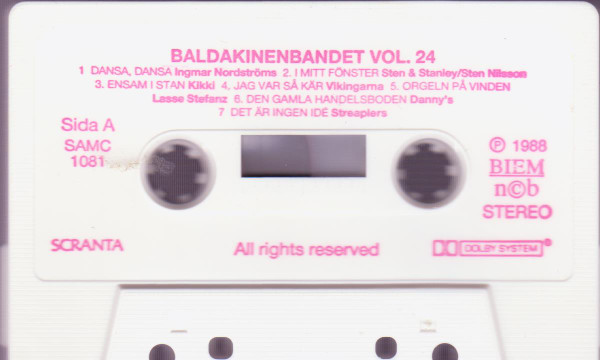 BALDAKINENBANDET VOL. 24
1 DANSA, DANSA Ingmar Nordströms 2. I MITT FÖNSTER Sten & Stanley/Sten Nilsson
3. ENSAM I STAN Kikki 4. JAG VAR SÅ KÄR Vikingarna 5. ORGELN PÅ VINDEN
Lasse Stefanz 6. DEN GAMLA HANDELSBODEN Danny's
7 DET ÄR INGEN IDÉ Streaplers
Sida A
SAMC
1081
Ⓟ 1988
BIEM
n©b
STEREO
SCRANTA
All rights reserved
DOLBY SYSTEM®